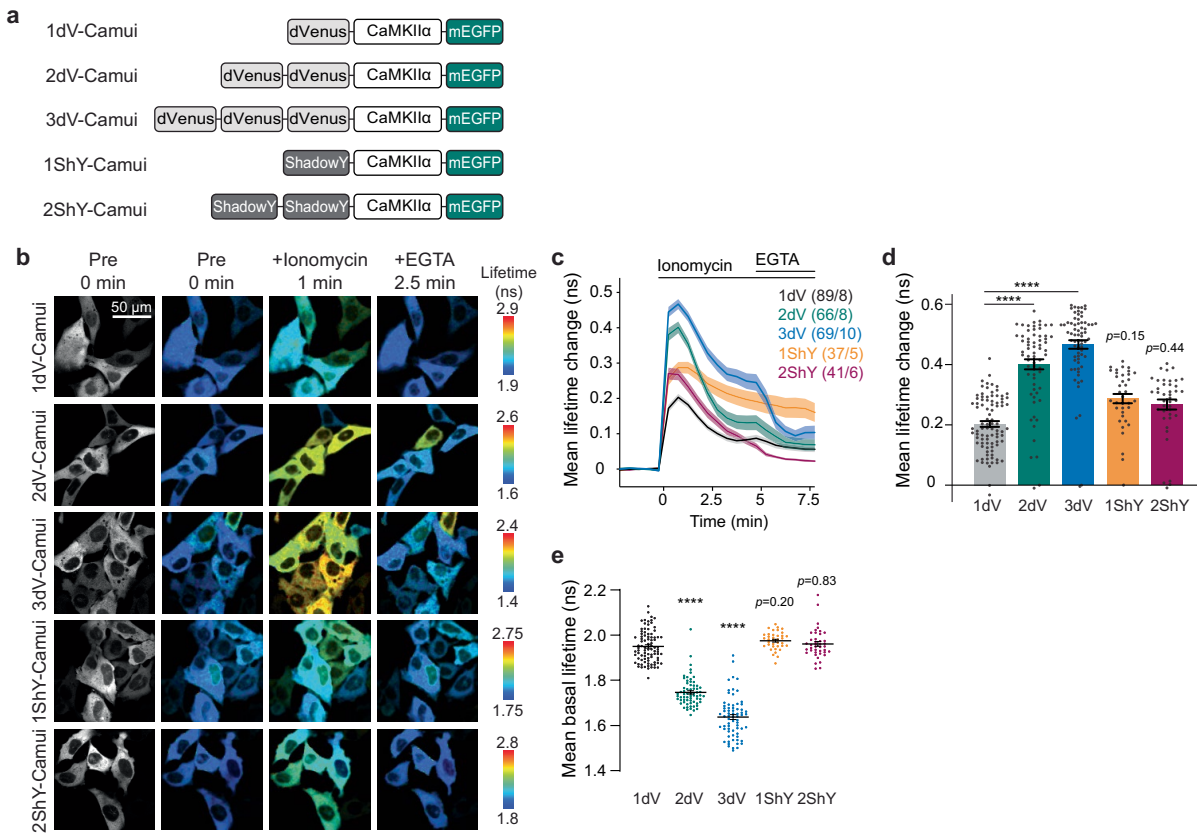 a
1dV-Camui
dVenus
CaMKIIα
mEGFP
2dV-Camui
dVenus
dVenus
CaMKIIα
mEGFP
3dV-Camui
dVenus
dVenus
dVenus
CaMKIIα
mEGFP
1ShY-Camui
ShadowY
CaMKIIα
mEGFP
2ShY-Camui
ShadowY
ShadowY
CaMKIIα
mEGFP
b
Pre
0 min
Pre
0 min
+Ionomycin
1 min
+EGTA
2.5 min
Lifetime
(ns)
50 µm
1dV-Camui
2.9
1.9
2dV-Camui
2.6
1.6
3dV-Camui
2.4
1.4
1ShY-Camui
2.75
1.75
2ShY-Camui
2.8
1.8
c
Ionomycin
EGTA
Mean lifetime change (ns)
0.5
0.4
0.3
0.2
0.1
0
1dV (89/8)
2dV (66/8)
3dV (69/10)
1ShY (37/5)
2ShY (41/6)
0
2.5
5
7.5
Time (min)
d
Mean lifetime change (ns)
0.6
0.4
0.2
0
****
****
p=0.15
p=0.44
1dV
2dV
3dV
1ShY
2ShY
e
Mean basal lifetime (ns)
2.2
2.0
1.8
1.6
1.4
****
****
p=0.20
p=0.83
1dV
2dV
3dV
1ShY
2ShY